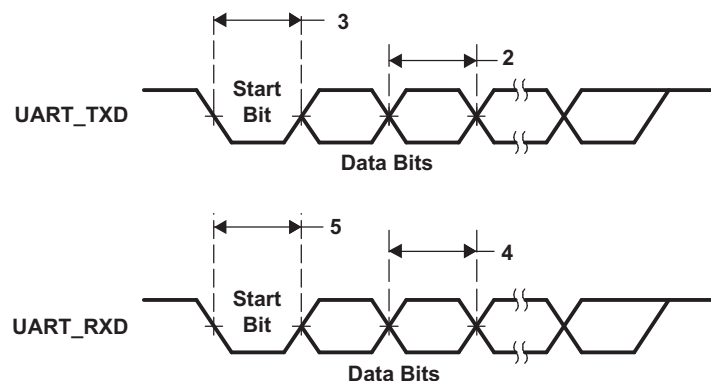 3
2
UART_TXD
Start
Bit
Data Bits
5
4
UART_RXD
Start
Bit
Data Bits